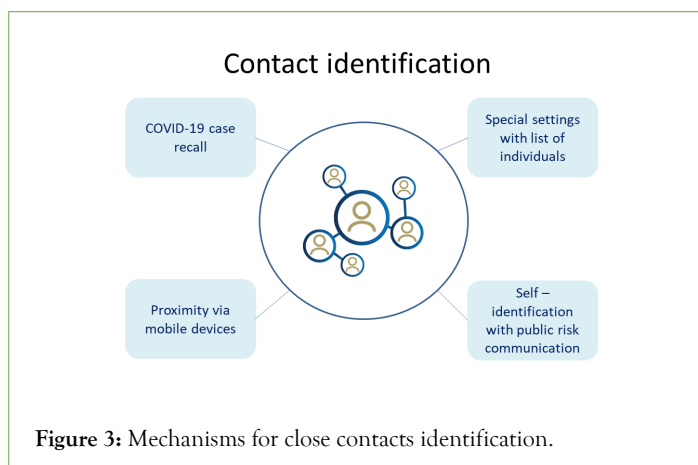 Contact identification
COVID-19 case
recall
Special settings
with list of
individuals
Proximity via
mobile devices
Self –
identification
with public risk
communication
Figure 3: Mechanisms for close contacts identification.